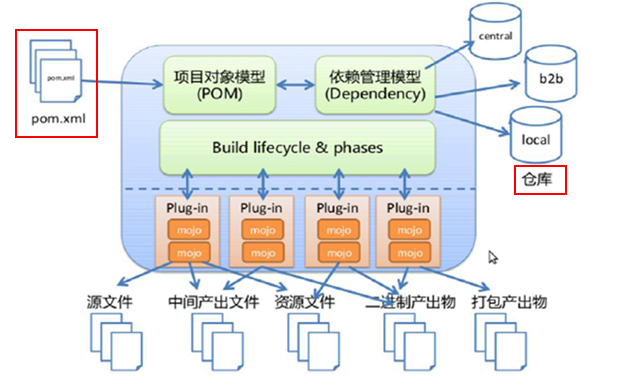 central
项目对象模型
(POM)
依赖管理模型
(Dependency)
pom.xml
b2b
pom.xml
local
Build lifecycle & phases
仓库
Plug-in
Plug-in
Plug-in
Plug-in
mojo
mojo
mojo
mojo
mojo
mojo
mojo
mojo
源文件
中间产出文件
资源文件
二进制产出物
打包产出物